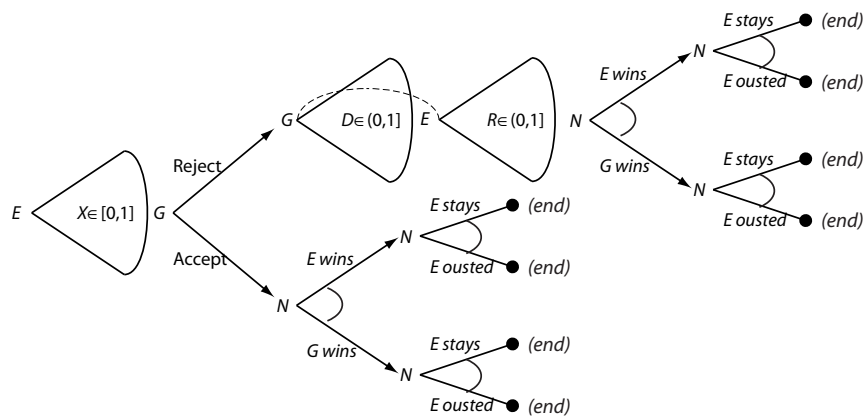 E stays (end)
N
E wins E ousted (end)
G D∈(0,1] E R∈(0,1] N
Reject G wins E stays (end)
N
E stays (end) E ousted (end)
E X∈[0,1] G
N
Accept E wins E ousted (end)
N
G wins E stays (end)
N
E ousted (end)